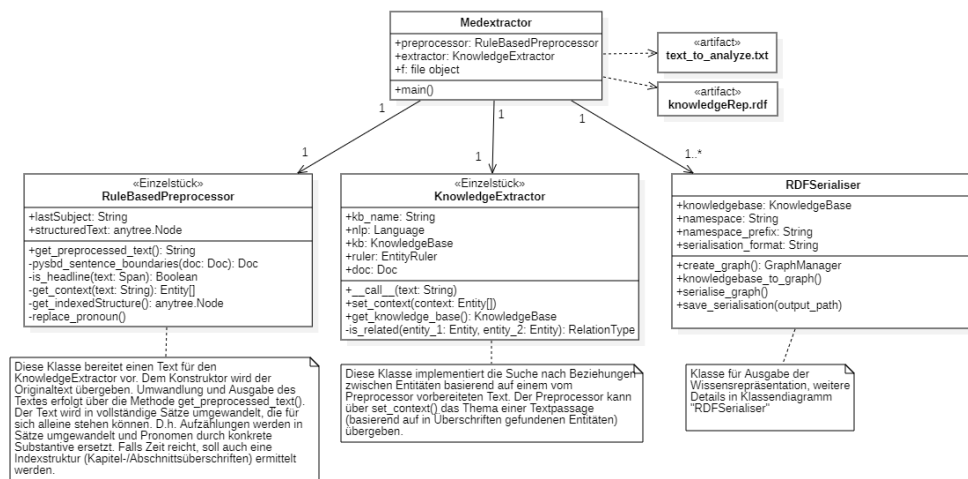 Medextractor
+preprocessor: RuleBasedPreprocessor
+extractor: KnowledgeExtractor
+f: file object
+main()
«artifact»
text_to_analyze.txt
«artifact»
knowledgeRep.rdf
1
1
1
1
1
1..*
«Einzelstück»
RuleBasedPreprocessor
+lastSubject: String
+structuredText: anytree.Node
+get_preprocessed_text(): String
-pysbd_sentence_boundaries(doc: Doc): Doc
-is_headline(text: Span): Boolean
-get_context(text: String): Entity[]
-get_indexedStructure(): anytree.Node
-replace_pronoun()
«Einzelstück»
KnowledgeExtractor
+kb_name: String
+nlp: Language
+kb: KnowledgeBase
+ruler: EntityRuler
+doc: Doc
+__call__(text: String)
+set_context(context: Entity[])
+get_knowledge_base(): KnowledgeBase
-is_related(entity_1: Entity, entity_2: Entity): RelationType
RDFSerialiser
+knowledgebase: KnowledgeBase
+namespace: String
+namespace_prefix: String
+serialisation_format: String
+create_graph(): GraphManager
+knowledgebase_to_graph()
+serialise_graph()
+save_serialisation(output_path)
Diese Klasse bereitet einen Text für den
KnowledgeExtractor vor. Dem Konstruktor wird der
Originaltext übergeben. Umwandlung und Ausgabe des
Textes erfolgt über die Methode get_preprocessed_text().
Der Text wird in vollständige Sätze umgewandelt, die für
sich alleine stehen können. D.h. Aufzählungen werden in
Sätze umgewandelt und Pronomen durch konkrete
Substantive ersetzt. Falls Zeit reicht, soll auch eine
Indexstruktur (Kapitel-/Abschnittsüberschriften) ermittelt
werden.
Diese Klasse implementiert die Suche nach Beziehungen
zwischen Entitäten basierend auf einem vom
Preprocessor vorbereiteten Text. Der Preprocessor kann
über set_context() das Thema einer Textpassage
(basierend auf in Überschriften gefundenen Entitäten)
übergeben.
Klasse für Ausgabe der
Wissensrepräsentation, weitere
Details in Klassendiagramm
"RDFSerialiser"